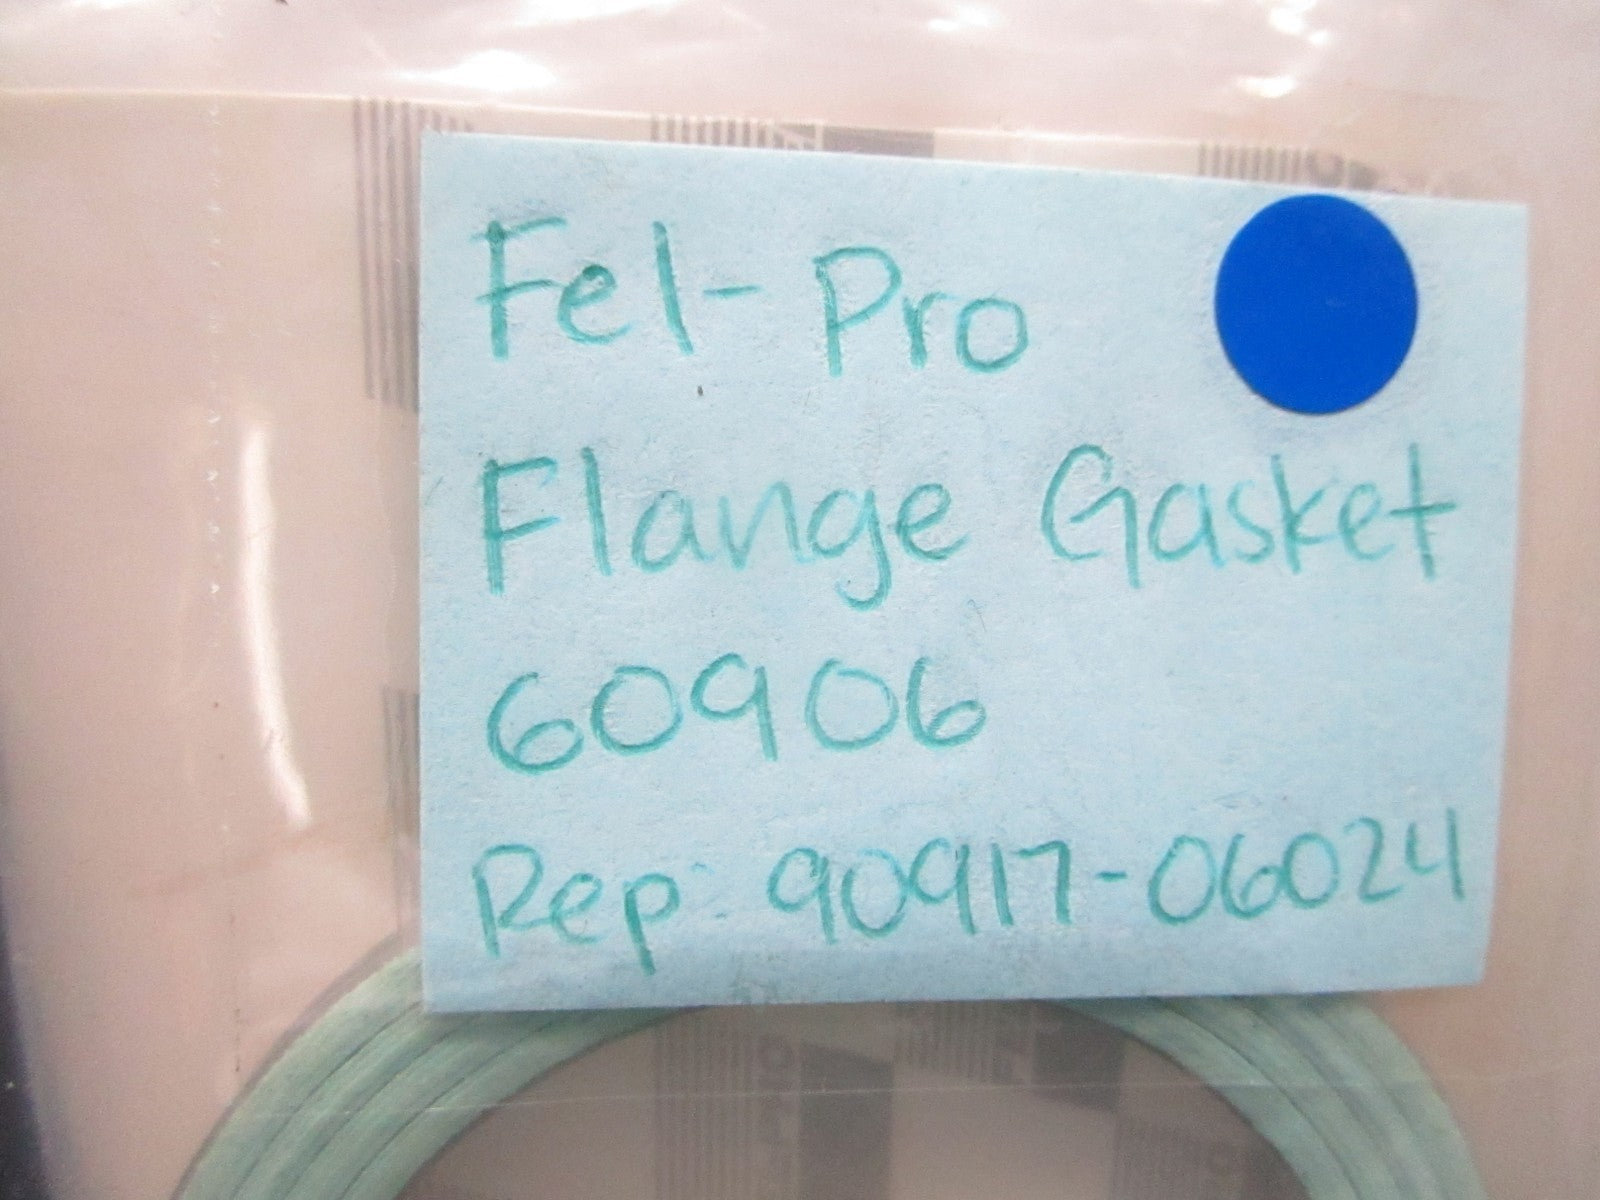 Fel-Pro
Flange Gasket
60906
Rep: 90917-06024